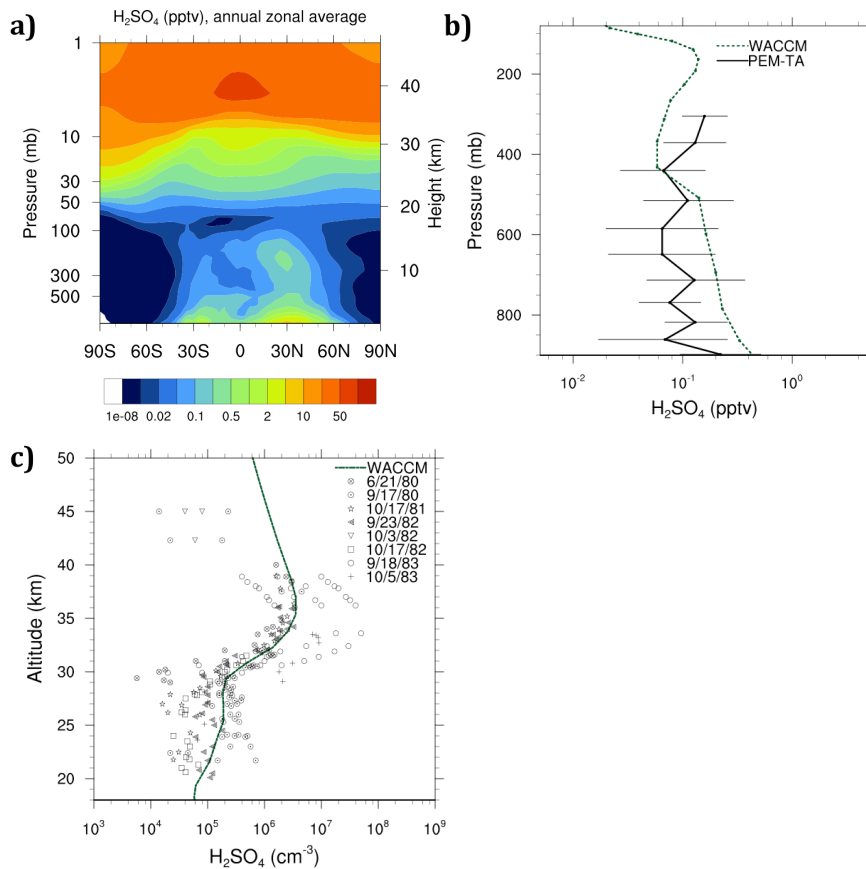 a)
H₂SO₄ (pptv), annual zonal average
1
10
30
50
100
300
500
Pressure (mb)
40
30
20
10
Height (km)
90S 60S 30S 0 30N 60N 90N
1e-08 0.02 0.1 0.5 2 10 50
b)
WACCM
PEM-TA
200
400
600
800
Pressure (mb)
10⁻² 10⁻¹ 10⁰
H₂SO₄ (pptv)
c)
WACCM
6/21/80
9/17/80
10/17/81
9/23/82
10/3/82
10/17/82
9/18/83
10/5/83
50
45
40
35
30
25
20
Altitude (km)
10³ 10⁴ 10⁵ 10⁶ 10⁷ 10⁸ 10⁹
H₂SO₄ (cm⁻³)